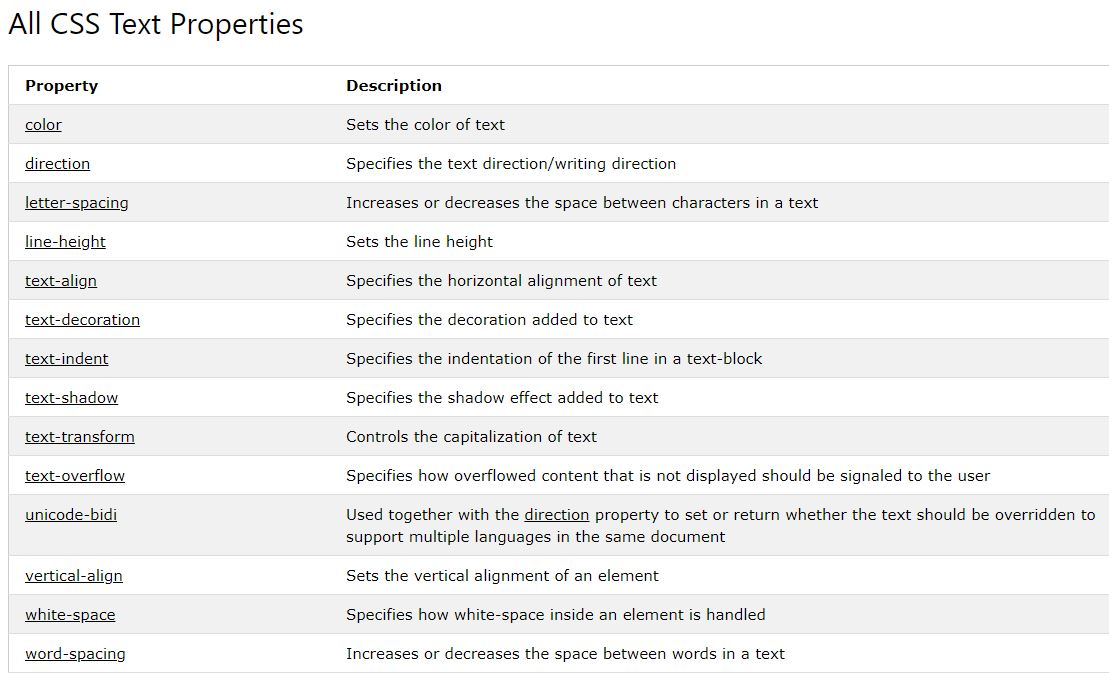 All CSS Text Properties
Property Description
color Sets the color of text
direction Specifies the text direction/writing direction
letter-spacing Increases or decreases the space between characters in a text
line-height Sets the line height
text-align Specifies the horizontal alignment of text
text-decoration Specifies the decoration added to text
text-indent Specifies the indentation of the first line in a text-block
text-shadow Specifies the shadow effect added to text
text-transform Controls the capitalization of text
text-overflow Specifies how overflowed content that is not displayed should be signaled to the user
unicode-bidi Used together with the direction property to set or return whether the text should be overridden to
support multiple languages in the same document
vertical-align Sets the vertical alignment of an element
white-space Specifies how white-space inside an element is handled
word-spacing Increases or decreases the space between words in a text